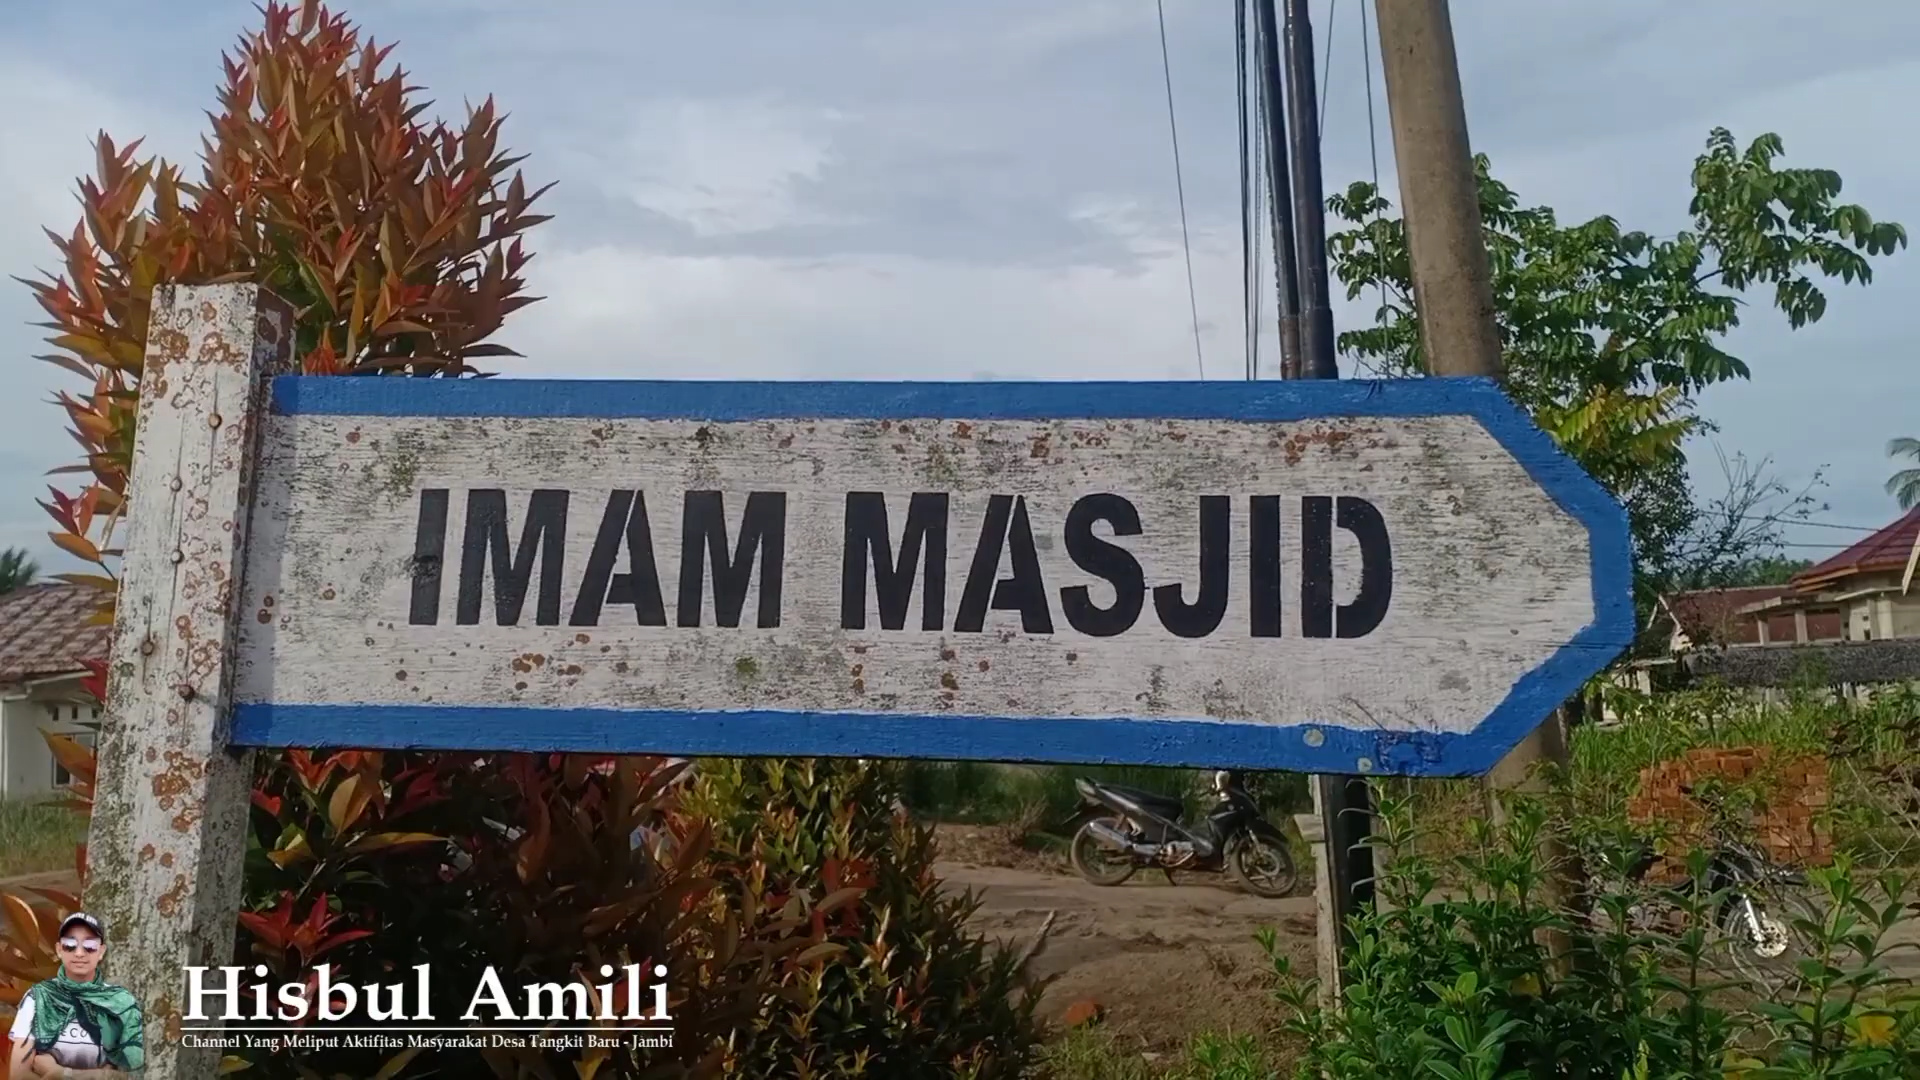 IMAM MASJID
Hisbul Amili
Channel Yang Meliput Aktifitas Masyarakat Desa Tangkit Baru - Jambi